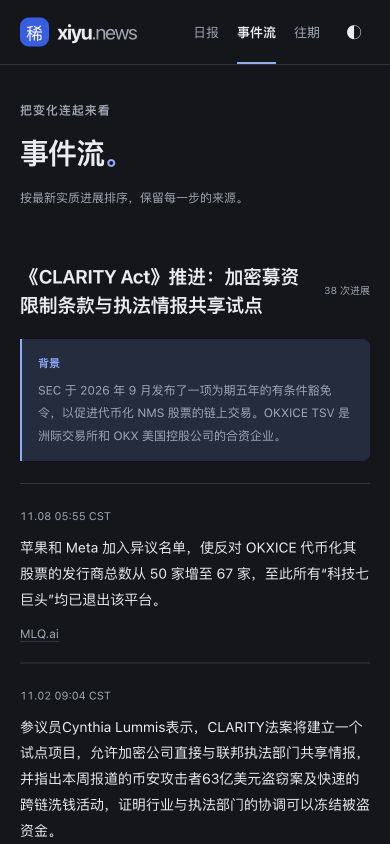 稀 xiyu.news 日报 事件流 往期
把变化连起来看
事件流。
按最新实质进展排序，保留每一步的来源。
《CLARITY Act》推进：加密募资
限制条款与执法情报共享试点
38 次进展
背景
SEC 于 2026 年 9 月发布了一项为期五年的有条件豁免
令，以促进代币化 NMS 股票的链上交易。OKXICE TSV 是
洲际交易所和 OKX 美国控股公司的合资企业。
11.08 05:55 CST
苹果和 Meta 加入异议名单，使反对 OKXICE 代币化其
股票的发行商总数从 50 家增至 67 家，至此所有“科技七
巨头”均已退出该平台。
MLQ.ai
11.02 09:04 CST
参议员Cynthia Lummis表示，CLARITY法案将建立一个
试点项目，允许加密公司直接与联邦执法部门共享情报，
并指出本周报道的币安攻击者63亿美元盗窃案及快速的
跨链洗钱活动，证明行业与执法部门的协调可以冻结被盗
资金。